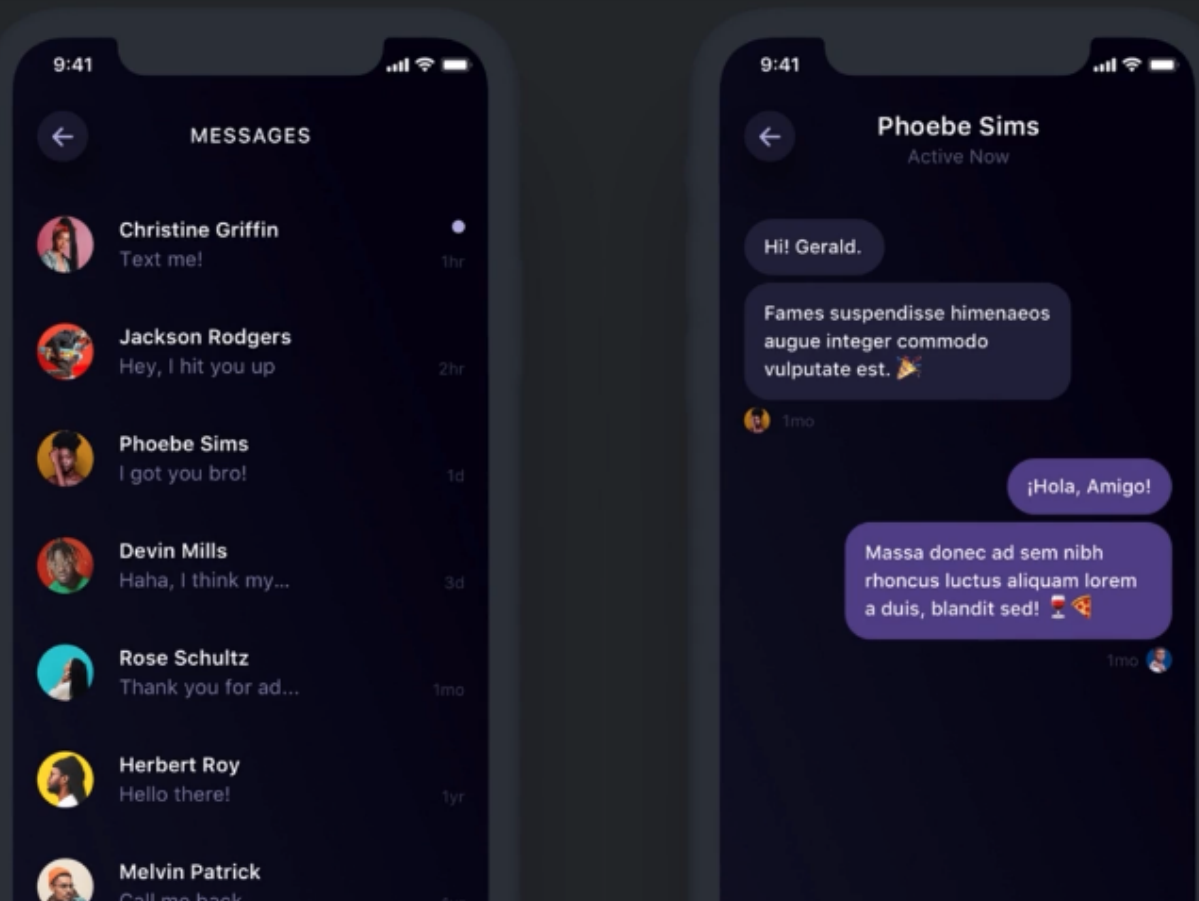 9:41
MESSAGES
Christine Griffin
Text me!
1hr
Jackson Rodgers
Hey, I hit you up
2hr
Phoebe Sims
I got you bro!
1d
Devin Mills
Haha, I think my...
3d
Rose Schultz
Thank you for ad...
1mo
Herbert Roy
Hello there!
1yr
Melvin Patrick
Call me back
9:41
Phoebe Sims
Active Now
Hi! Gerald.
Fames suspendisse himenaeos
augue integer commodo
vulputate est. 🎉
1mo
¡Hola, Amigo!
Massa donec ad sem nibh
rhoncus luctus aliquam lorem
a duis, blandit sed! 🍷🍕
1mo